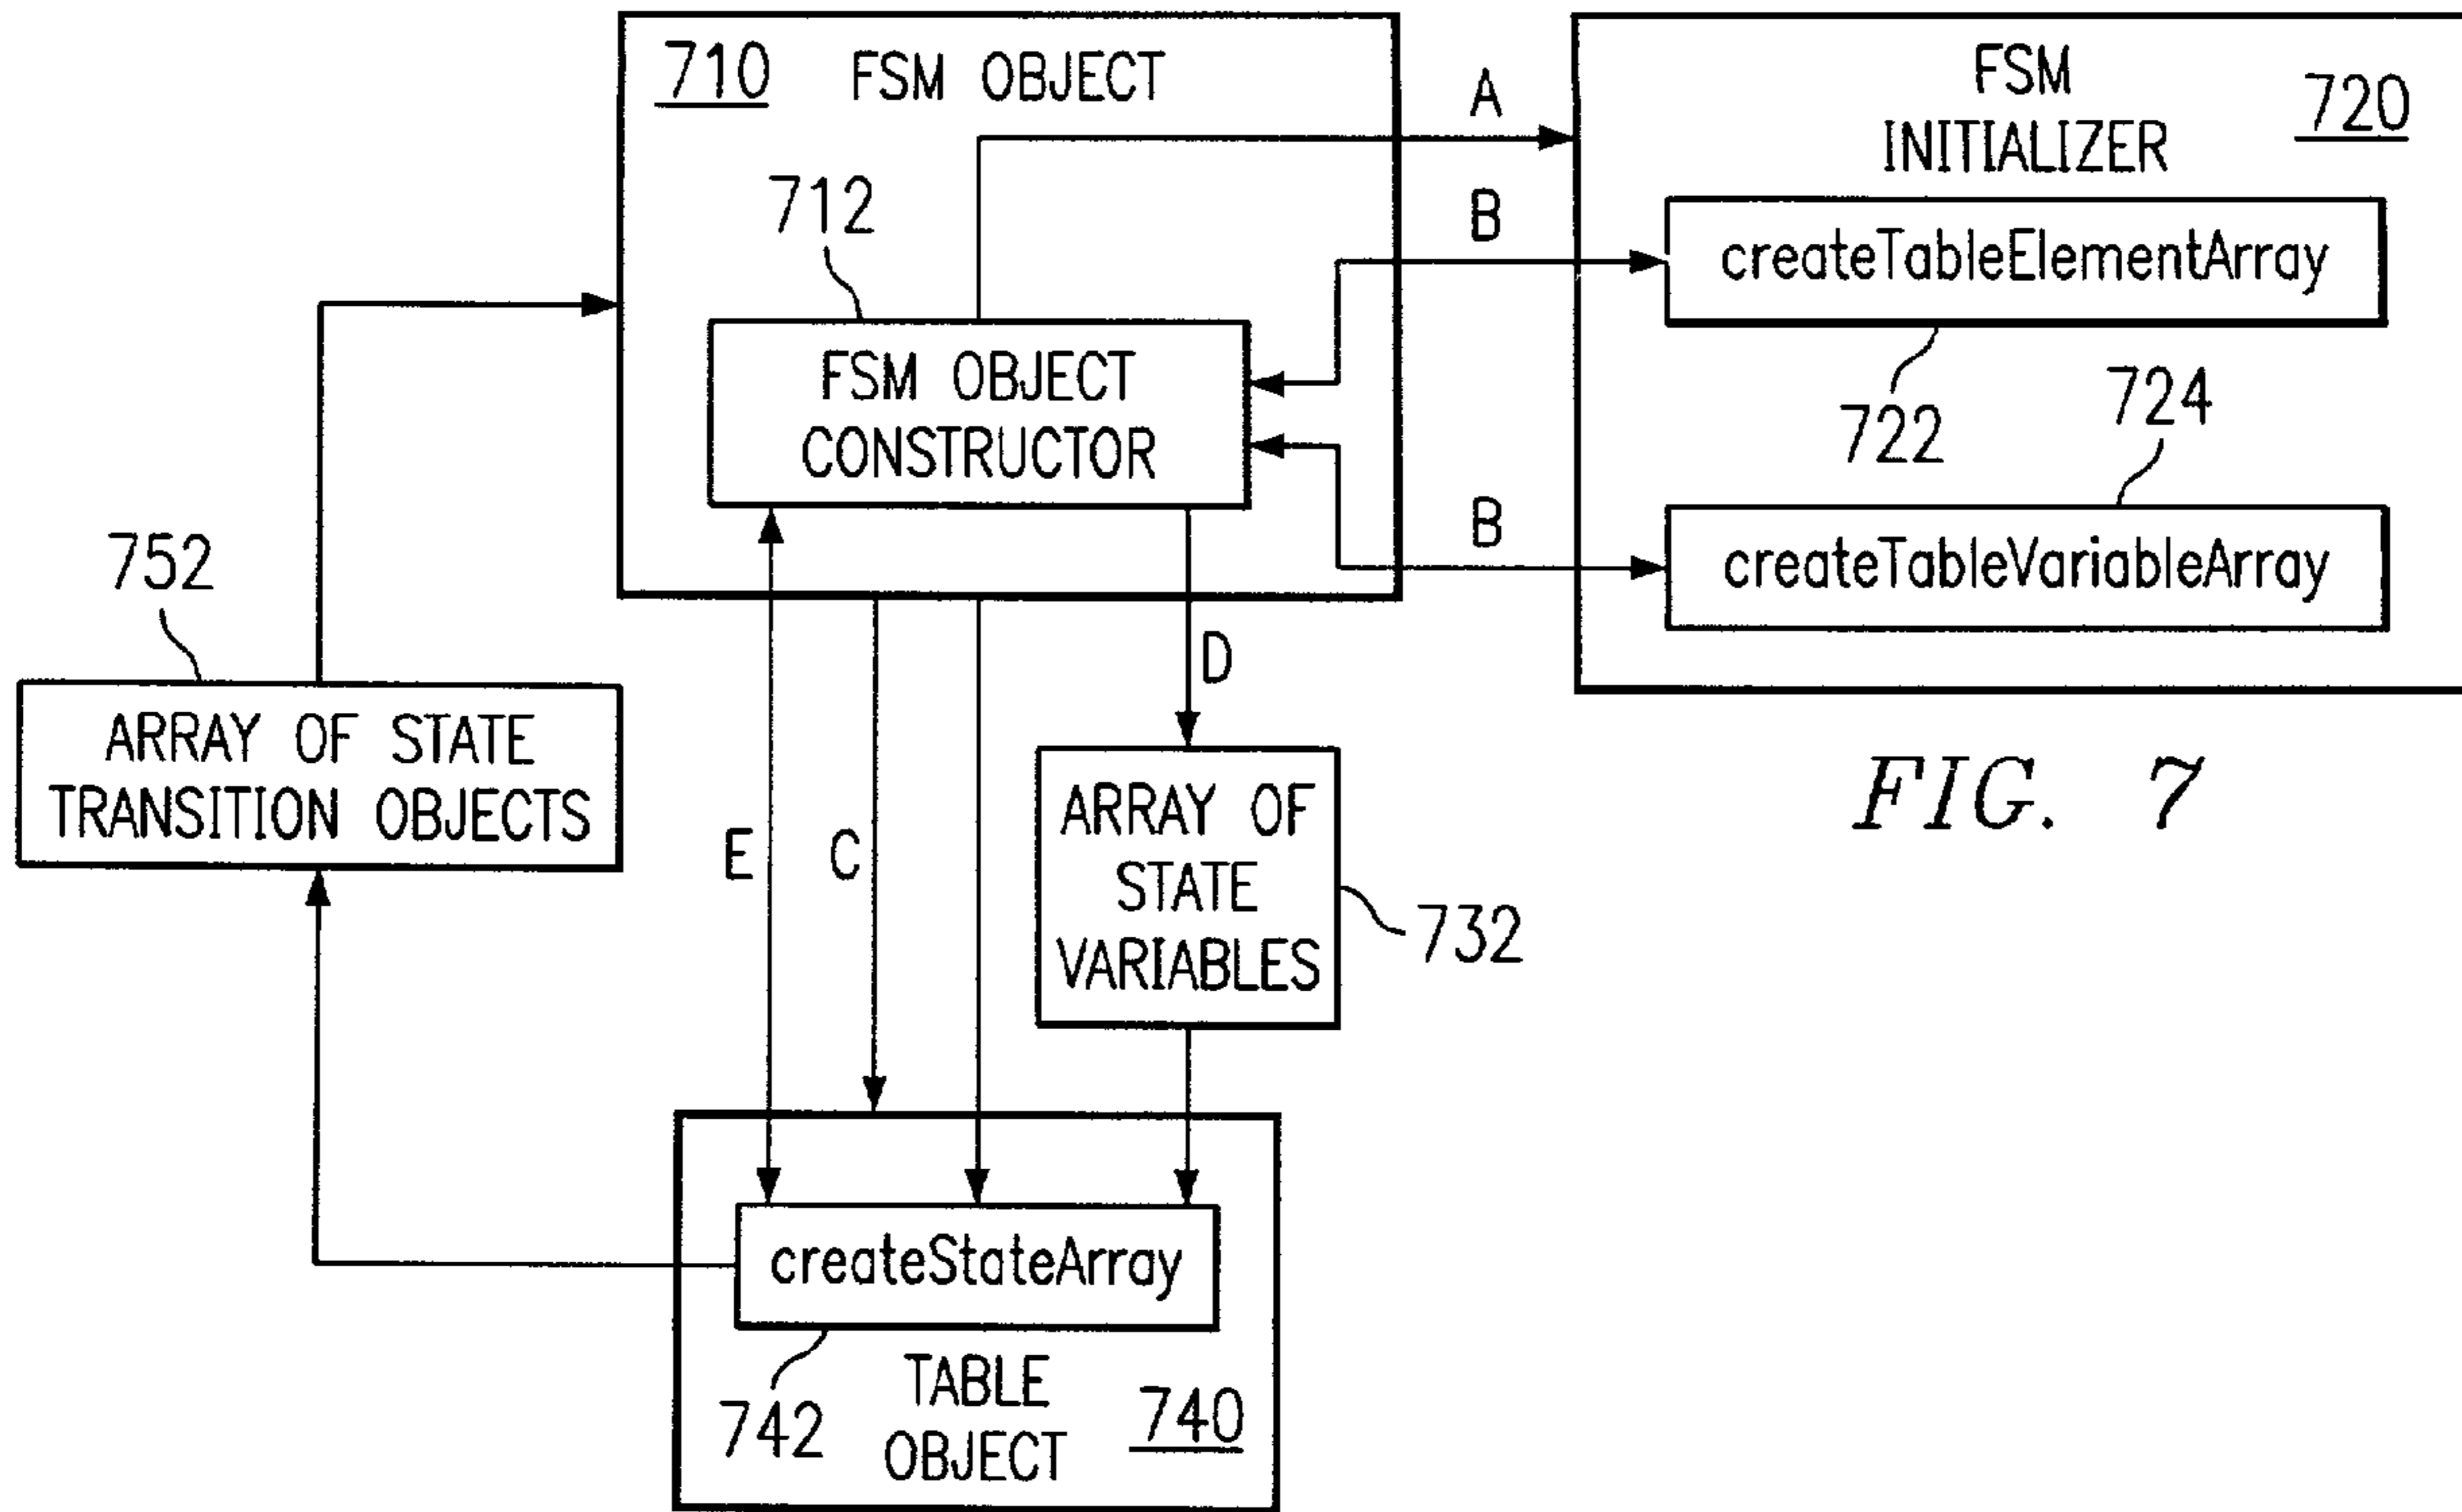 710 FSM OBJECT
712
FSM OBJECT
CONSTRUCTOR
A
B
B
FSM
INITIALIZER
720
createTableElementArray
722
724
createTableVariableArray
752
ARRAY OF STATE
TRANSITION OBJECTS
E
C
D
ARRAY OF
STATE
VARIABLES
732
createStateArray
742
TABLE
OBJECT
740
FIG. 7